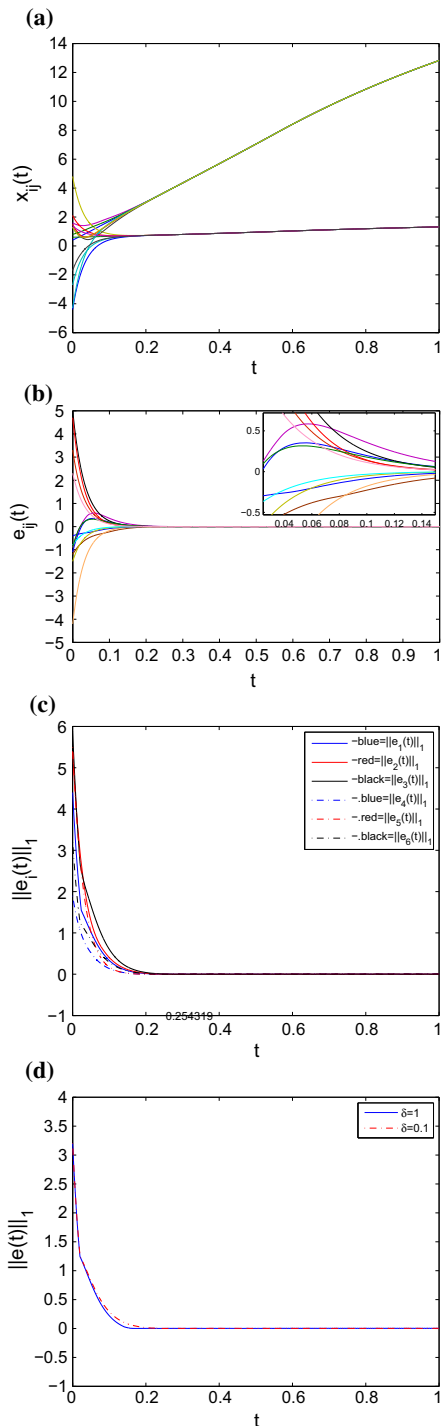 (a)
14
12
10
8
6
4
2
0
−2
−4
−6
x_ij(t)
0 0.2 0.4 0.6 0.8 1
t
(b)
5
4
3
2
1
0
−1
−2
−3
−4
−5
e_ij(t)
0.5
0
−0.5
0.04 0.06 0.08 0.1 0.12 0.14
0 0.1 0.2 0.3 0.4 0.5 0.6 0.7 0.8 0.9 1
t
(c)
6
5
4
3
2
1
0
−1
||e_i(t)||_1
−blue=||e_1(t)||_1
−red=||e_2(t)||_1
−black=||e_3(t)||_1
−.blue=||e_4(t)||_1
−.red=||e_5(t)||_1
−.black=||e_6(t)||_1
0.254319
0 0.2 0.4 0.6 0.8 1
t
(d)
4
3.5
3
2.5
2
1.5
1
0.5
0
−0.5
−1
||e(t)||_1
δ=1
δ=0.1
0 0.2 0.4 0.6 0.8 1
t